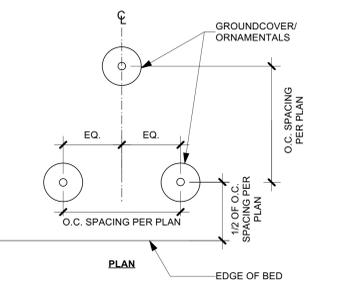 ℄
GROUNDCOVER/
ORNAMENTALS
EQ.
EQ.
O.C. SPACING
PER PLAN
O.C. SPACING PER PLAN
1/2 OF O.C.
SPACING PER
PLAN
PLAN
EDGE OF BED